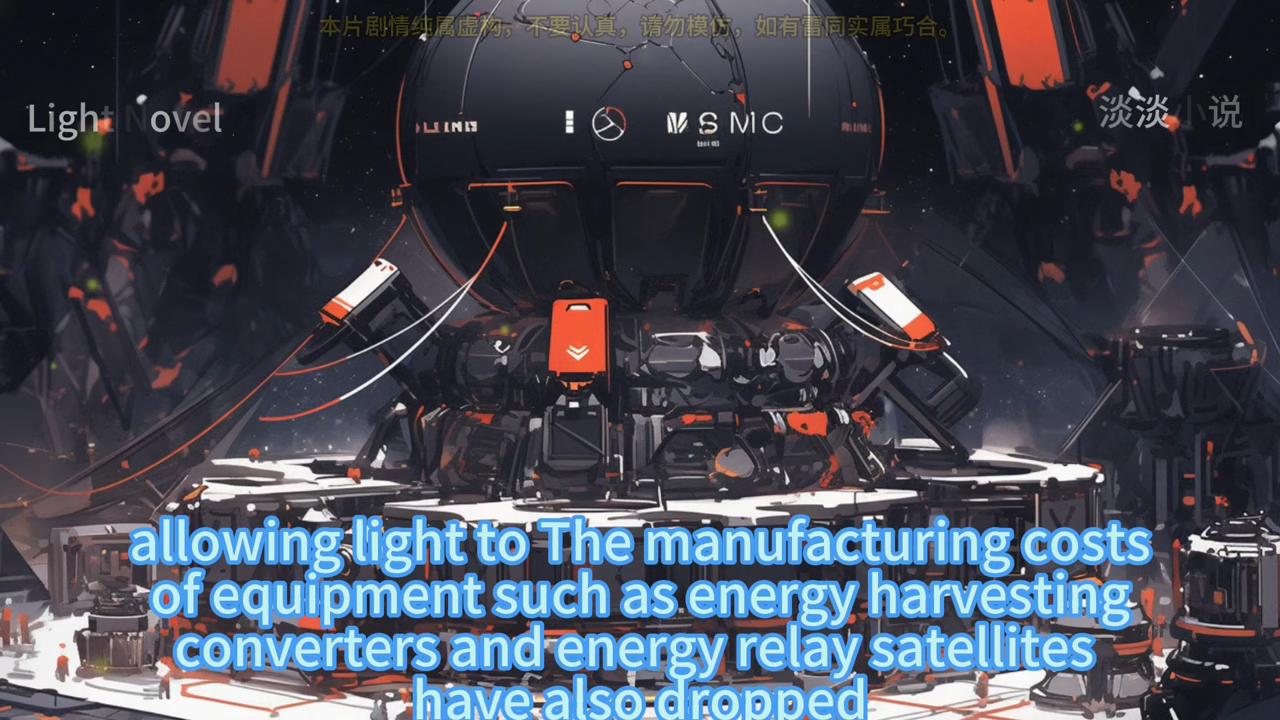 本片剧情纯属虚构，不要认真，请勿模仿，如有雷同实属巧合。
Light Novel
淡淡小说
SMC
allowing light to The manufacturing costs
of equipment such as energy harvesting
converters and energy relay satellites
have also dropped